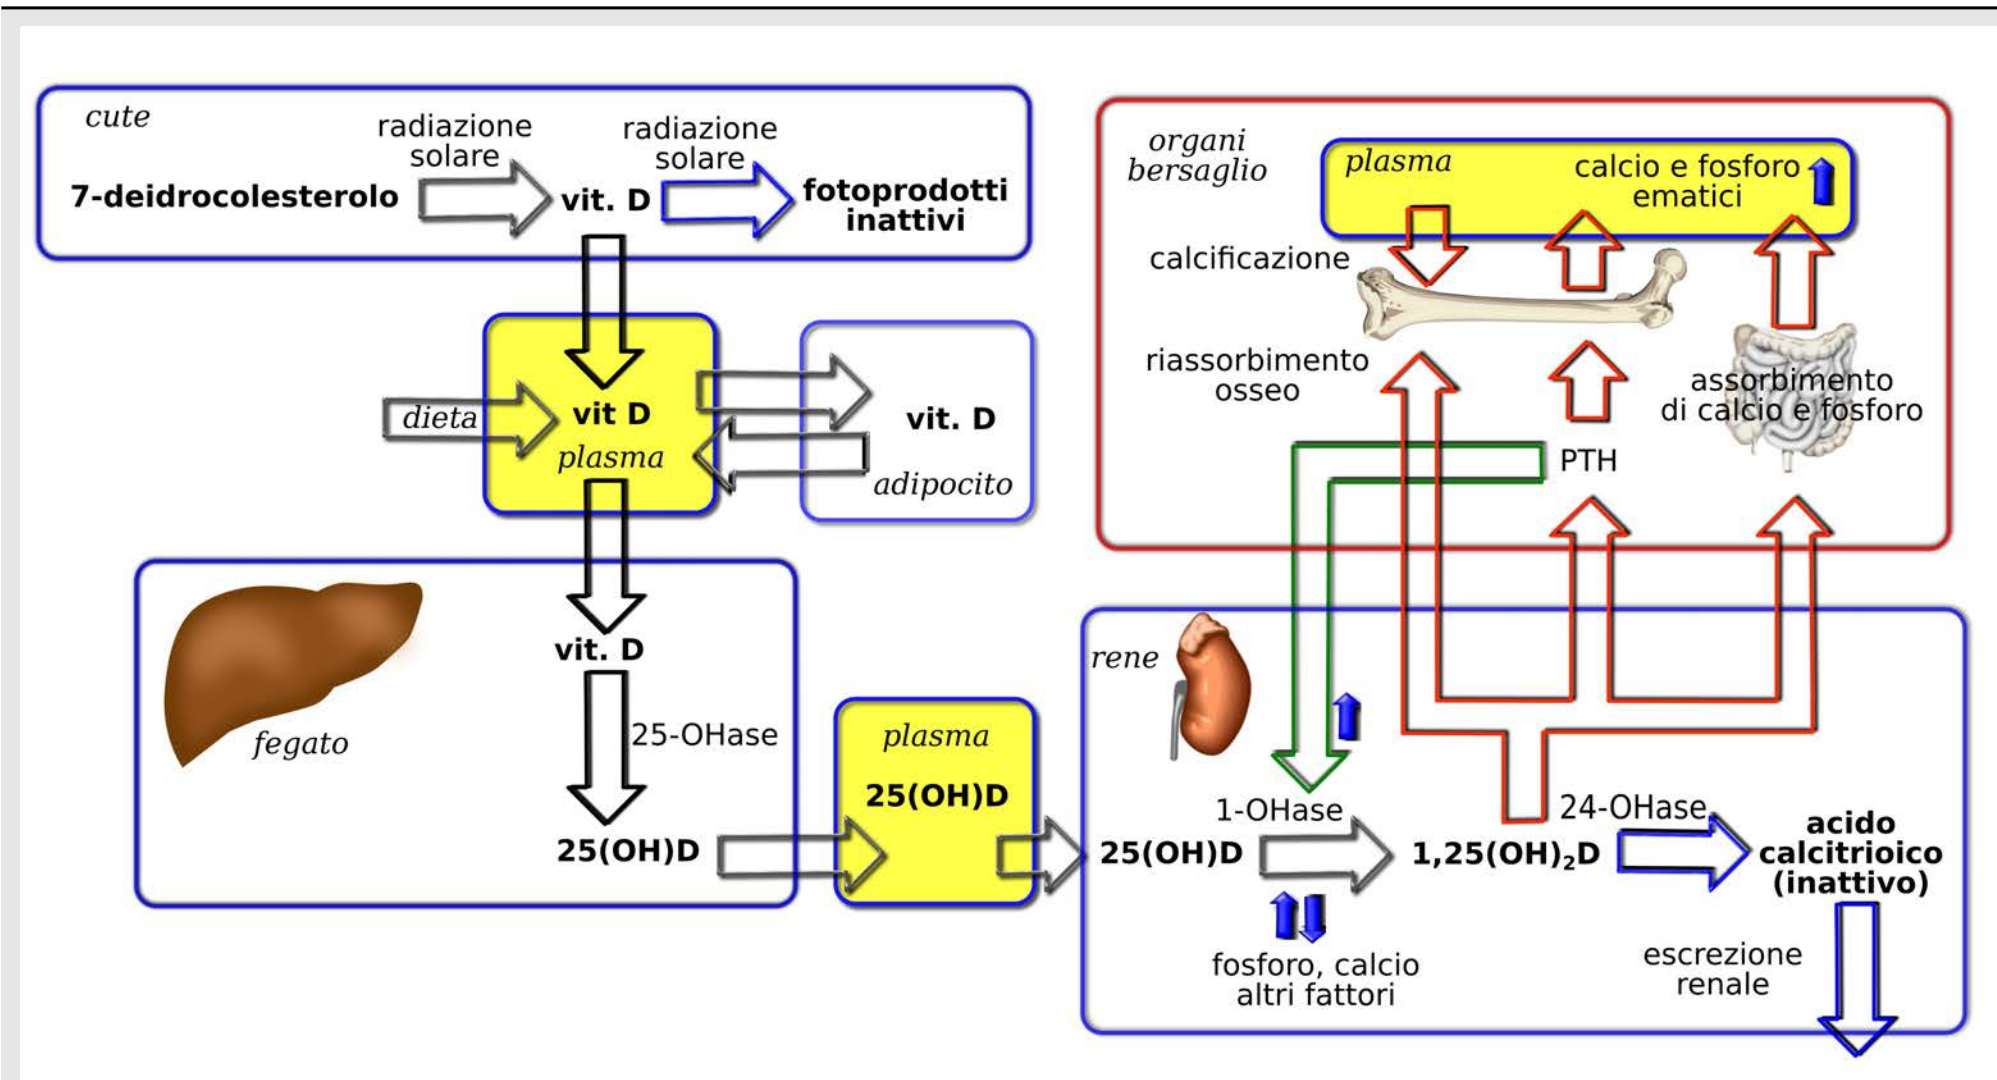 cute
radiazione
solare
radiazione
solare
7-deidrocolesterolo
vit. D
fotoprodotti
inattivi
dieta
vit D
plasma
vit. D
adipocito
fegato
vit. D
25-OHase
25(OH)D
plasma
25(OH)D
organi
bersaglio
plasma
calcio e fosforo
ematici
calcificazione
riassorbimento
osseo
assorbimento
di calcio e fosforo
PTH
rene
1-OHase
25(OH)D
1,25(OH)₂D
24-OHase
acido
calcitrioico
(inattivo)
fosforo, calcio
altri fattori
escrezione
renale